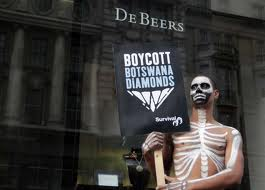 DE BEERS
BOYCOTT
BOTSWANA
DIAMONDS
Survival